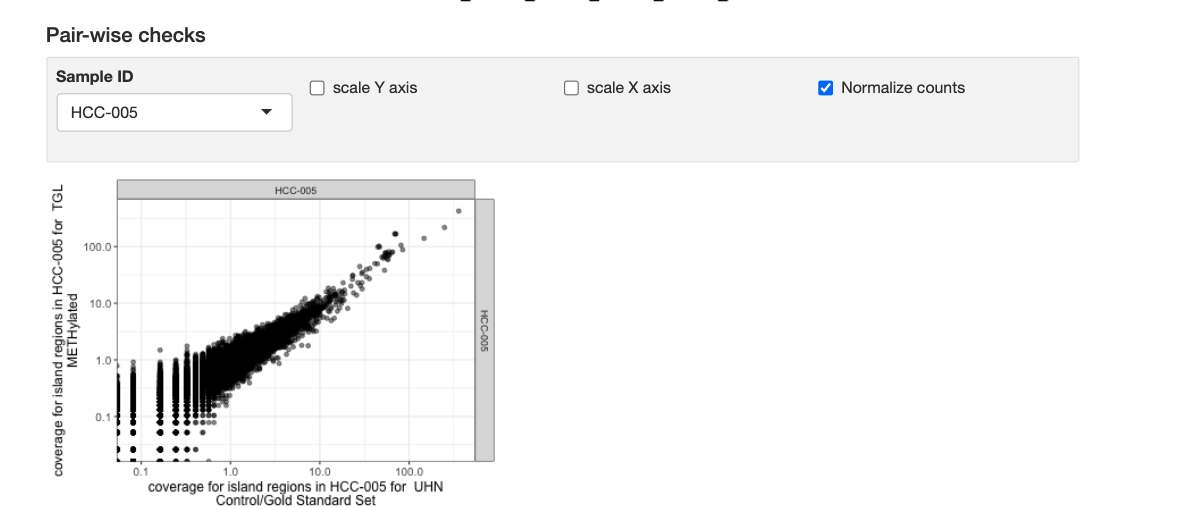 Pair-wise checks
Sample ID
scale Y axis
scale X axis
Normalize counts
HCC-005
HCC-005
coverage for island regions in HCC-005 for TGL
METHylated
100.0
10.0
1.0
0.1
HCC-005
0.1
1.0
10.0
100.0
coverage for island regions in HCC-005 for UHN
Control/Gold Standard Set